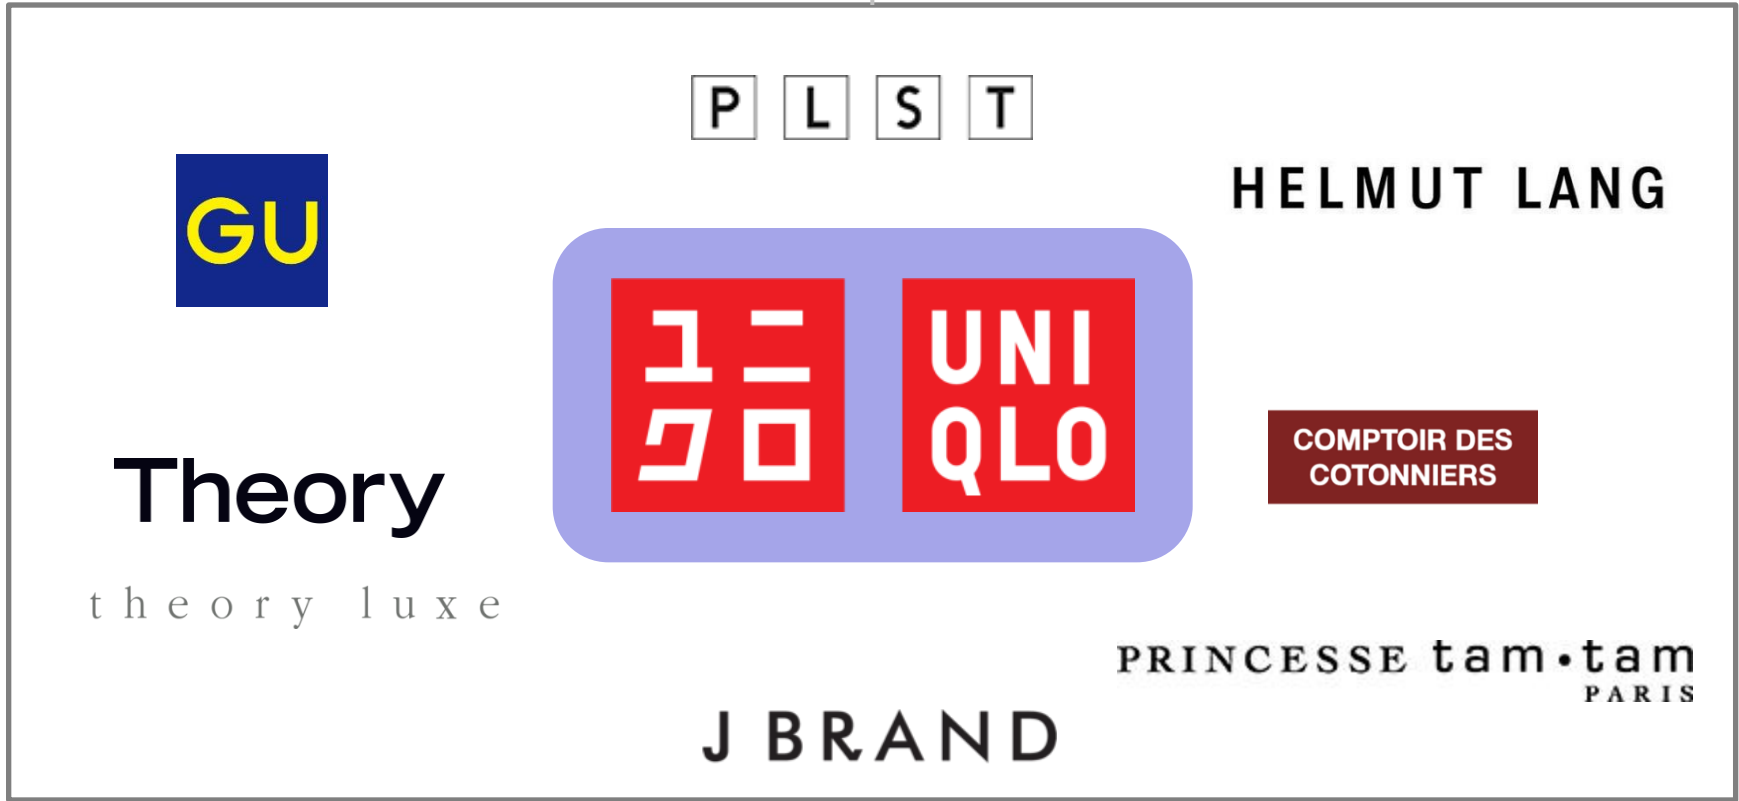 P L S T
GU
HELMUT LANG
ユニ
クロ
UNI
QLO
Theory
theory luxe
COMPTOIR DES
COTONNIERS
PRINCESSE tam•tam
PARIS
J BRAND